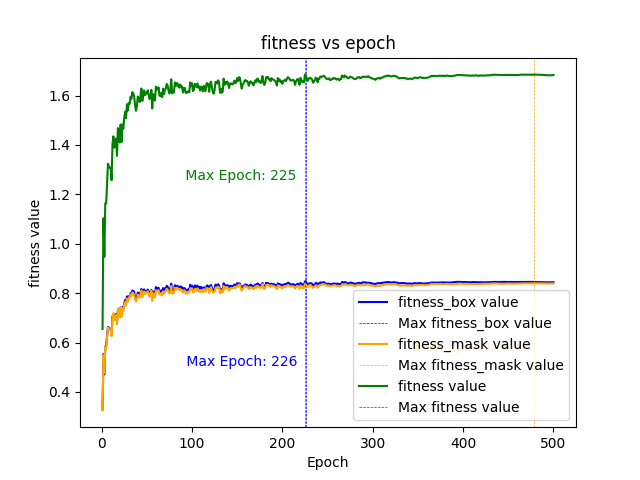 fitness vs epoch
fitness value
1.6
1.4
1.2
1.0
0.8
0.6
0.4
Max Epoch: 225
Max Epoch: 226
fitness_box value
Max fitness_box value
fitness_mask value
Max fitness_mask value
fitness value
Max fitness value
0
100
200
300
400
500
Epoch